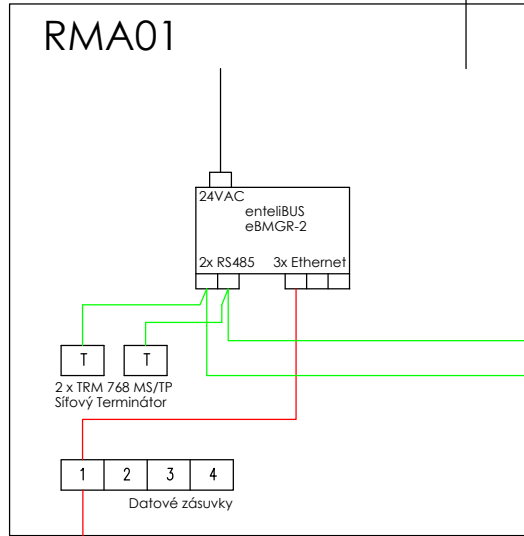 RMA01
24VAC
enteliBUS
eBMGR-2
2x RS485 3x Ethernet
T T
2 x TRM 768 MS/TP
Síťový Terminátor
1 2 3 4
Datové zásuvky